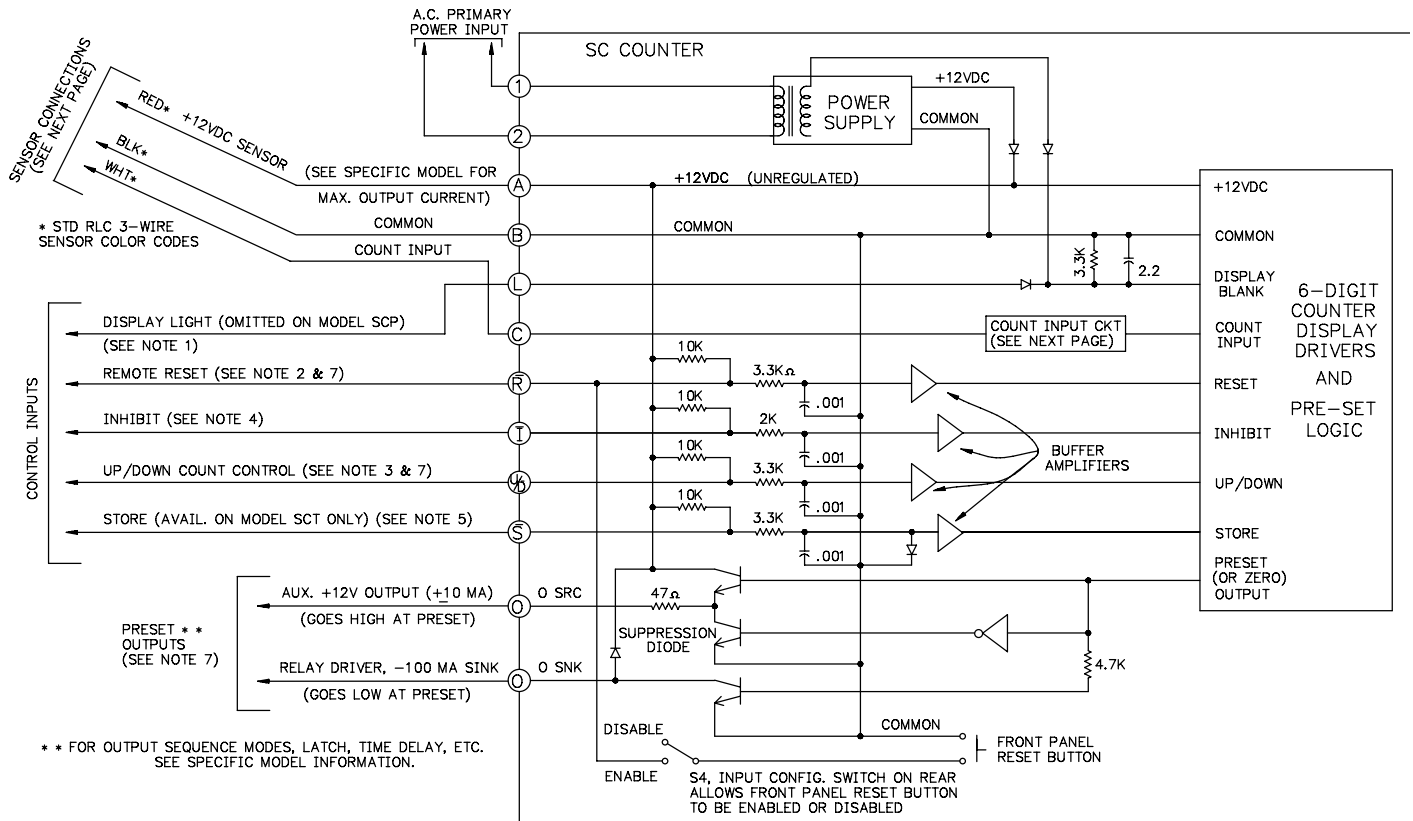 A.C. PRIMARY
POWER INPUT
SC COUNTER
SENSOR CONNECTIONS
(SEE NEXT PAGE)
RED*
+12VDC SENSOR
BLK*
WHT*
(SEE SPECIFIC MODEL FOR
MAX. OUTPUT CURRENT)
* STD RLC 3-WIRE
SENSOR COLOR CODES
COMMON
COUNT INPUT
1
2
A
B
L
C
R̅
I̅
U/D̅
S̅
O
O
POWER
SUPPLY
+12VDC
COMMON
+12VDC (UNREGULATED)
COMMON
3.3K
2.2
COUNT INPUT CKT
(SEE NEXT PAGE)
CONTROL INPUTS
DISPLAY LIGHT (OMITTED ON MODEL SCP)
(SEE NOTE 1)
REMOTE RESET (SEE NOTE 2 & 7)
INHIBIT (SEE NOTE 4)
UP/DOWN COUNT CONTROL (SEE NOTE 3 & 7)
STORE (AVAIL. ON MODEL SCT ONLY) (SEE NOTE 5)
10K
3.3KΩ
.001
10K
2K
.001
10K
3.3K
.001
10K
3.3K
.001
BUFFER
AMPLIFIERS
+12VDC
COMMON
DISPLAY
BLANK
COUNT
INPUT
RESET
INHIBIT
UP/DOWN
STORE
PRESET
(OR ZERO)
OUTPUT
6-DIGIT
COUNTER
DISPLAY
DRIVERS
AND
PRE-SET
LOGIC
PRESET * *
OUTPUTS
(SEE NOTE 7)
AUX. +12V OUTPUT (±10 MA)
(GOES HIGH AT PRESET)
RELAY DRIVER, -100 MA SINK
(GOES LOW AT PRESET)
O SRC
O SNK
47Ω
SUPPRESSION
DIODE
4.7K
COMMON
DISABLE
ENABLE
FRONT PANEL
RESET BUTTON
S4, INPUT CONFIG. SWITCH ON REAR
ALLOWS FRONT PANEL RESET BUTTON
TO BE ENABLED OR DISABLED
* * FOR OUTPUT SEQUENCE MODES, LATCH, TIME DELAY, ETC.
SEE SPECIFIC MODEL INFORMATION.